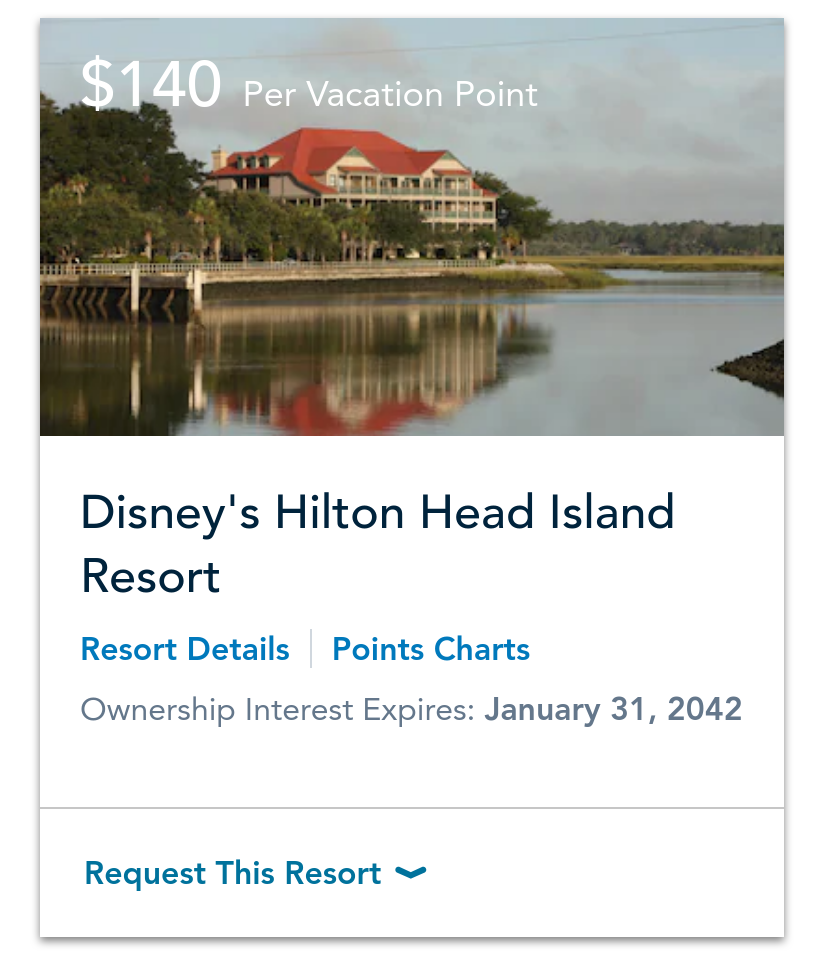 $140 Per Vacation Point
Disney's Hilton Head Island
Resort
Resort Details | Points Charts
Ownership Interest Expires: January 31, 2042
Request This Resort